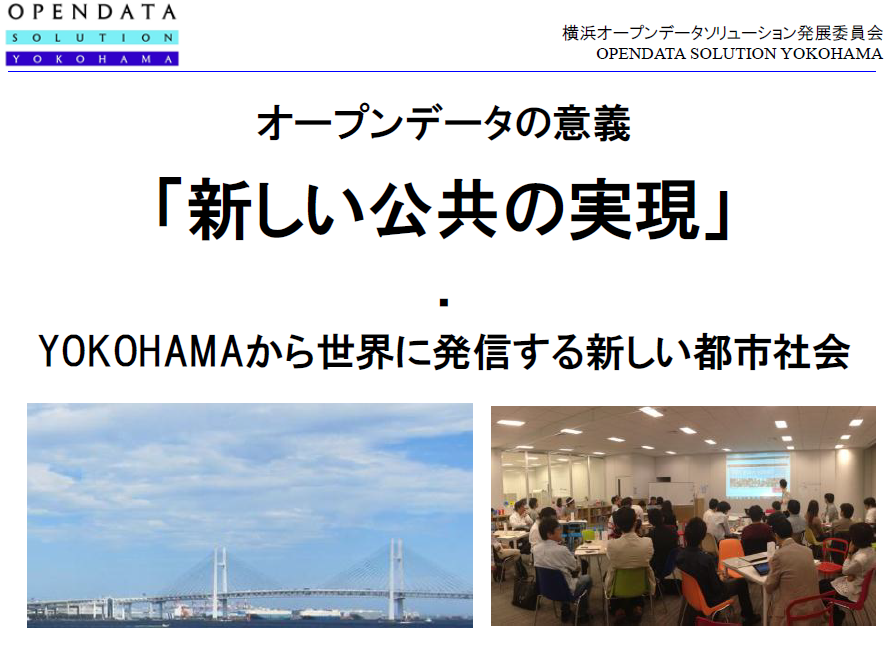 OPENDATA
SOLUTION
YOKOHAMA
横浜オープンデータソリューション発展委員会
OPENDATA SOLUTION YOKOHAMA
オープンデータの意義
「新しい公共の実現」
.
YOKOHAMAから世界に発信する新しい都市社会